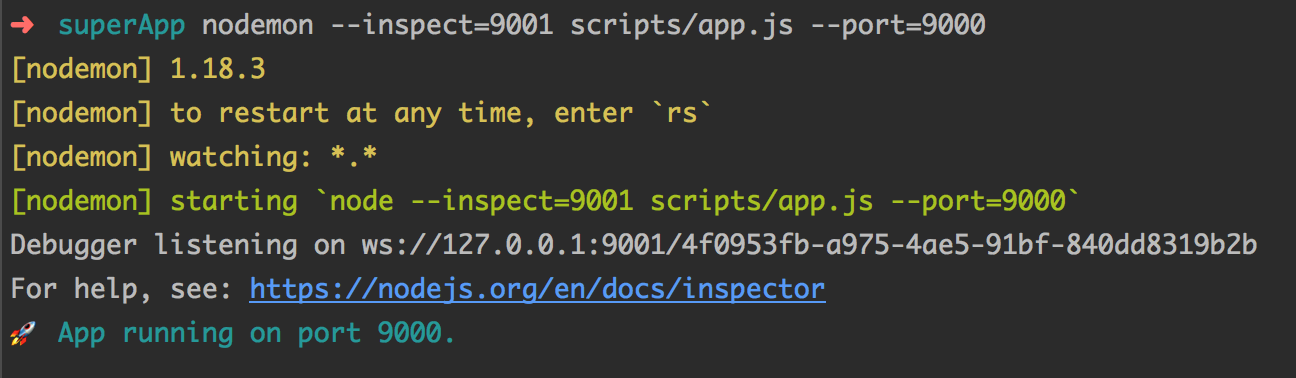 ➜ superApp nodemon --inspect=9001 scripts/app.js --port=9000
[nodemon] 1.18.3
[nodemon] to restart at any time, enter `rs`
[nodemon] watching: *.*
[nodemon] starting `node --inspect=9001 scripts/app.js --port=9000`
Debugger listening on ws://127.0.0.1:9001/4f0953fb-a975-4ae5-91bf-840dd8319b2b
For help, see: https://nodejs.org/en/docs/inspector
🚀 App running on port 9000.